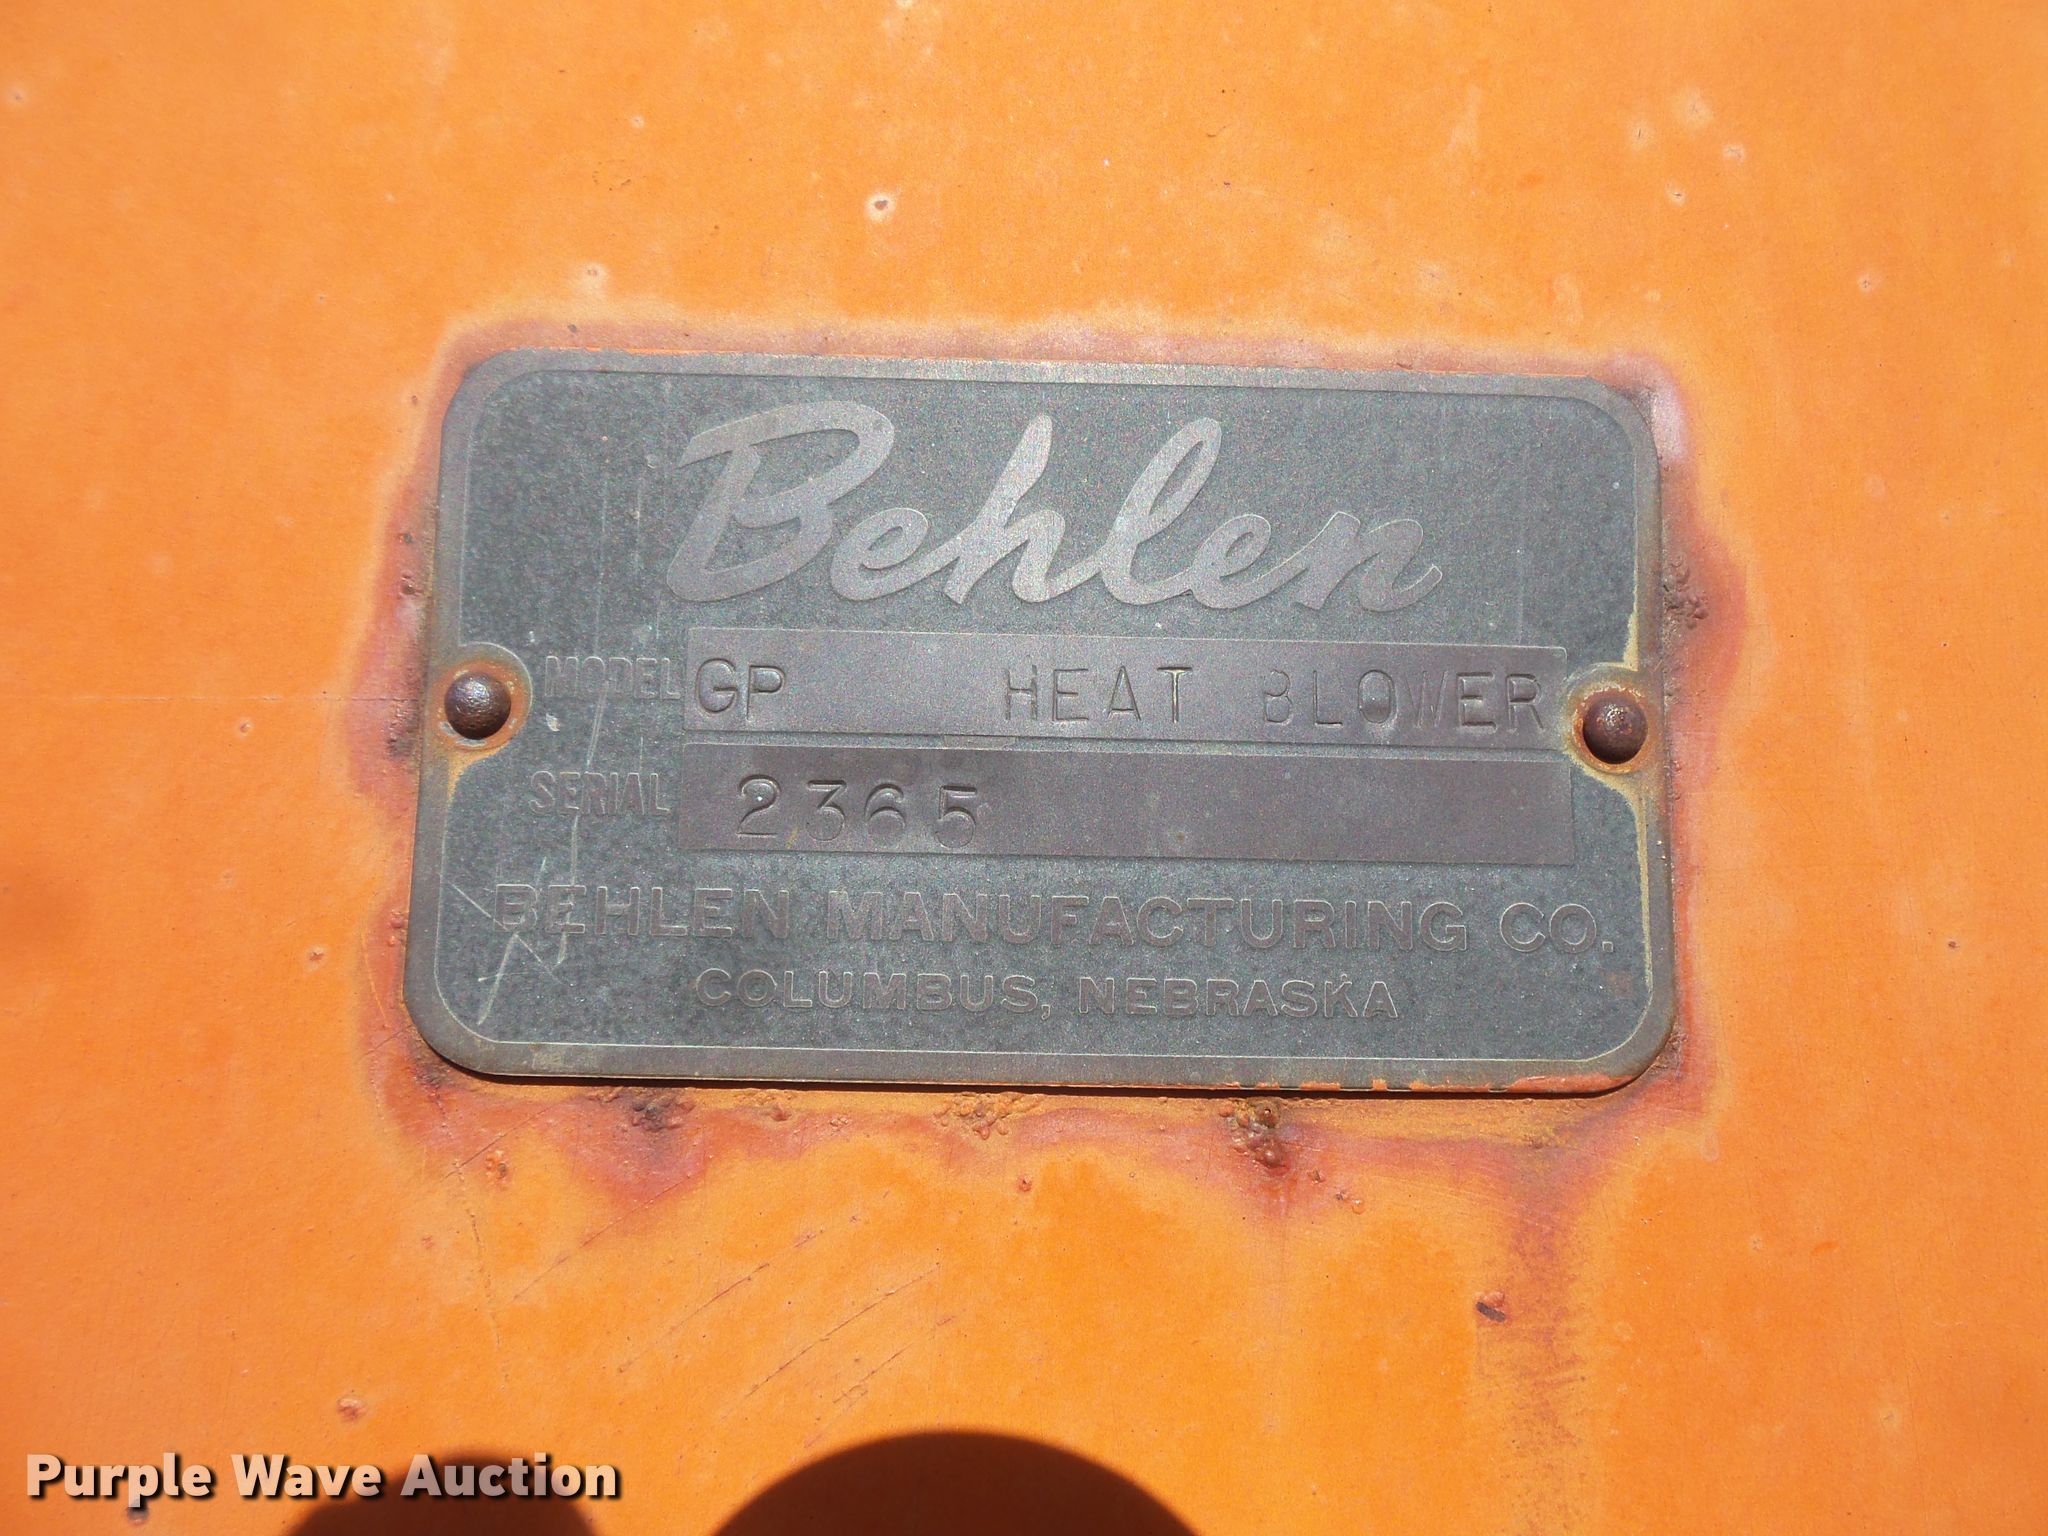 Behlen
MODEL GP HEAT BLOWER
SERIAL 2365
BEHLEN MANUFACTURING CO.
COLUMBUS, NEBRASKA
Purple Wave Auction